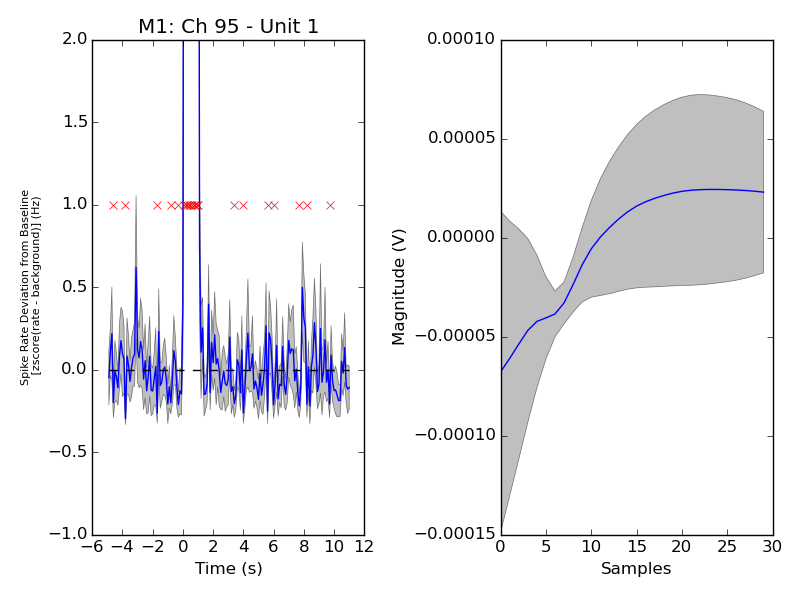 M1: Ch 95 - Unit 1
2.0
1.5
1.0
0.5
0.0
−0.5
−1.0
−6 −4 −2 0 2 4 6 8 10 12
Time (s)
Spike Rate Deviation from Baseline
[zscore(rate - background)] (Hz)
0.00010
0.00005
0.00000
−0.00005
−0.00010
−0.00015
0 5 10 15 20 25 30
Samples
Magnitude (V)